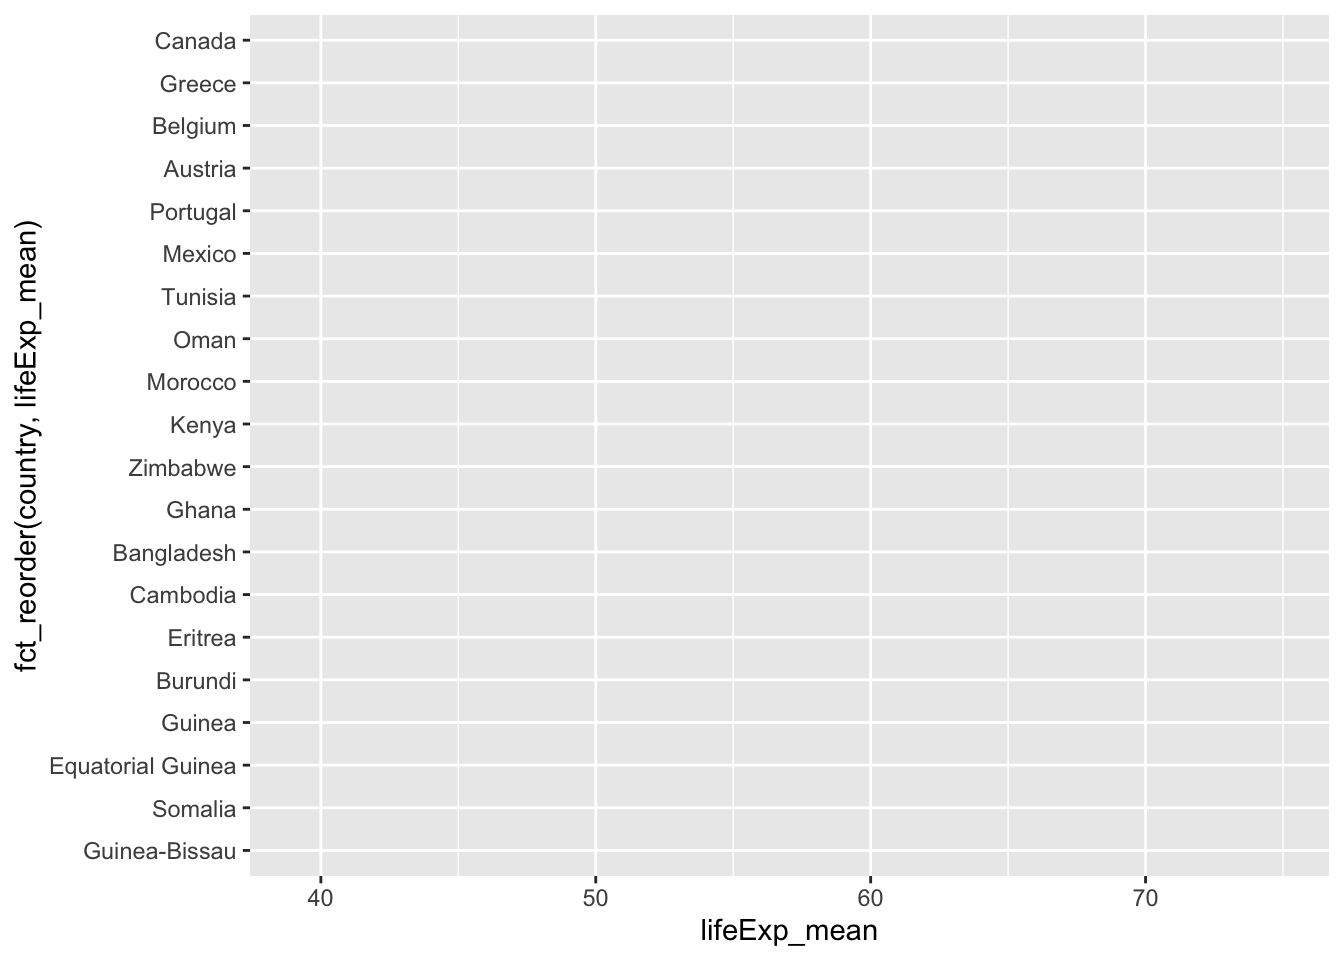 Canada
Greece
Belgium
Austria
Portugal
Mexico
Tunisia
Oman
Morocco
Kenya
Zimbabwe
Ghana
Bangladesh
Cambodia
Eritrea
Burundi
Guinea
Equatorial Guinea
Somalia
Guinea-Bissau
fct_reorder(country, lifeExp_mean)
40 50 60 70
lifeExp_mean